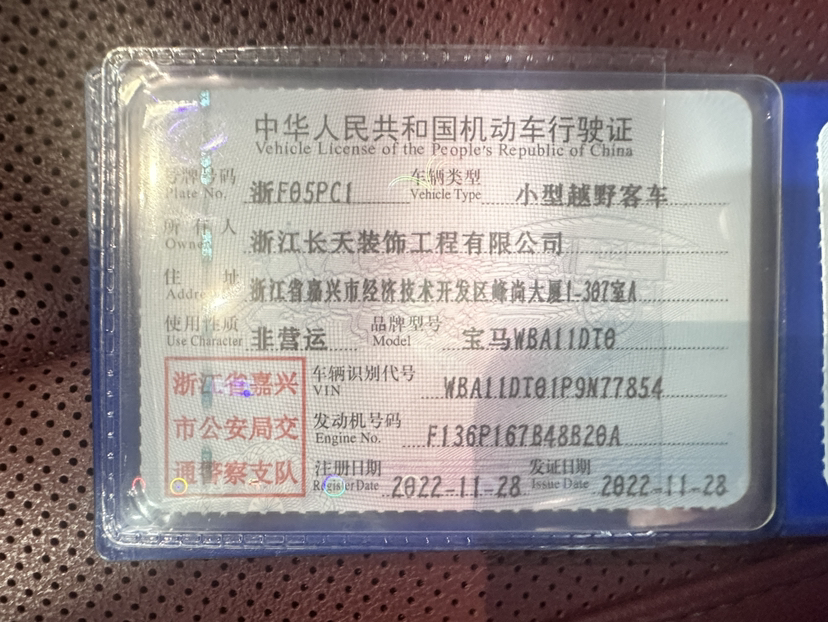 中华人民共和国机动车行驶证
Vehicle License of the People's Republic of China
号牌号码 浙F05PC1 车辆类型 小型越野客车
Plate No. Vehicle Type
所有人 浙江长天装饰工程有限公司
Owner
住址 浙江省嘉兴市经济技术开发区峰尚大厦1-307室A
Address
使用性质 非营运 品牌型号 宝马WBA11DT0
Use Character Model
浙江省嘉兴 车辆识别代号 WBA11DT01P9N77854
VIN
市公安局交 发动机号码 F136P167B48B20A
Engine No.
通警察支队 注册日期 2022-11-28 发证日期 2022-11-28
Register Date Issue Date